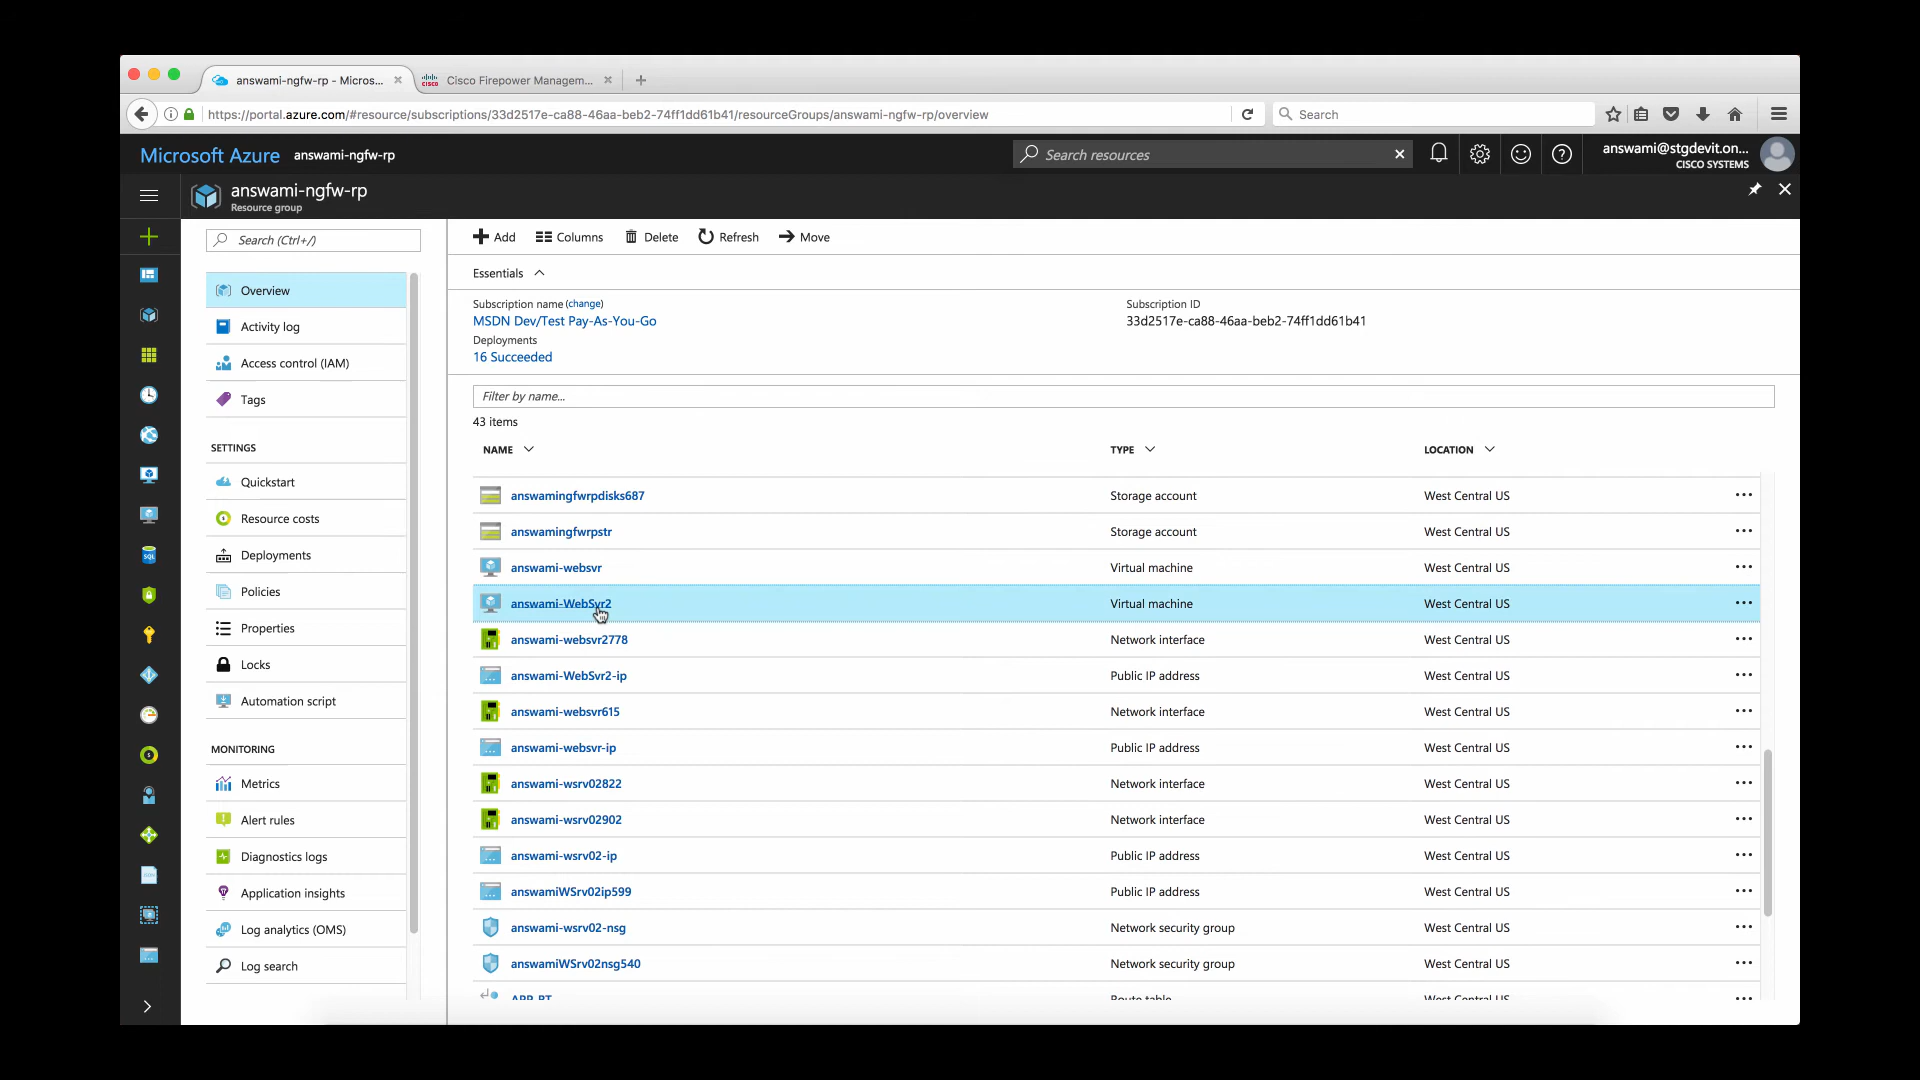 answami-ngfw-rp - Micros...
Cisco Firepower Managem...
https://portal.azure.com/#resource/subscriptions/33d2517e-ca88-46aa-beb2-74ff1dd61b41/resourceGroups/answami-ngfw-rp/overview
Search
Microsoft Azure answami-ngfw-rp
Search resources
answami@stgdevit.on...
CISCO SYSTEMS
answami-ngfw-rp
Resource group
Search (Ctrl+/)
Overview
Activity log
Access control (IAM)
Tags
SETTINGS
Quickstart
Resource costs
Deployments
Policies
Properties
Locks
Automation script
MONITORING
Metrics
Alert rules
Diagnostics logs
Application insights
Log analytics (OMS)
Log search
Add Columns Delete Refresh Move
Essentials
Subscription name (change)
MSDN Dev/Test Pay-As-You-Go
Deployments
16 Succeeded
Subscription ID
33d2517e-ca88-46aa-beb2-74ff1dd61b41
Filter by name...
43 items
NAME TYPE LOCATION
answamingfwrpdisks687 Storage account West Central US
answamingfwrpstr Storage account West Central US
answami-websvr Virtual machine West Central US
answami-WebSvr2 Virtual machine West Central US
answami-websvr2778 Network interface West Central US
answami-WebSvr2-ip Public IP address West Central US
answami-websvr615 Network interface West Central US
answami-websvr-ip Public IP address West Central US
answami-wsrv02822 Network interface West Central US
answami-wsrv02902 Network interface West Central US
answami-wsrv02-ip Public IP address West Central US
answamiWSrv02ip599 Public IP address West Central US
answami-wsrv02-nsg Network security group West Central US
answamiWSrv02nsg540 Network security group West Central US
APP-RT Route table West Central US